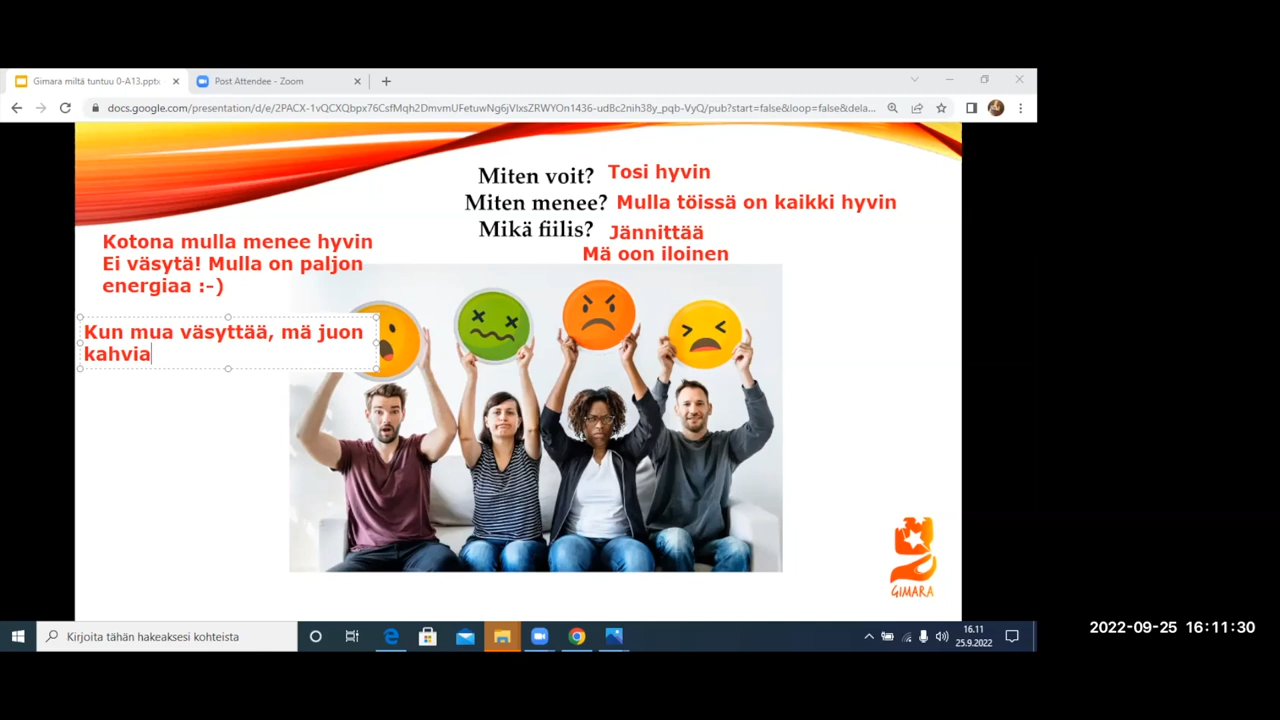 Gimara miltä tuntuu 0-A13.pptx
Post Attendee - Zoom
docs.google.com/presentation/d/e/2PACX-1vQCXQbpx76CsfMqh2DmvmUFetuwNg6jVlxsZRWYOn1436-udBc2nih38y_pqb-VyQ/pub?start=false&loop=false&dela...
Miten voit? Tosi hyvin
Miten menee? Mulla töissä on kaikki hyvin
Mikä fiilis? Jännittää
Mä oon iloinen
Kotona mulla menee hyvin
Ei väsytä! Mulla on paljon
energiaa :-)
Kun mua väsyttää, mä juon
kahvia
GIMARA
Kirjoita tähän hakeaksesi kohteista
16.11
25.9.2022
2022-09-25 16:11:30